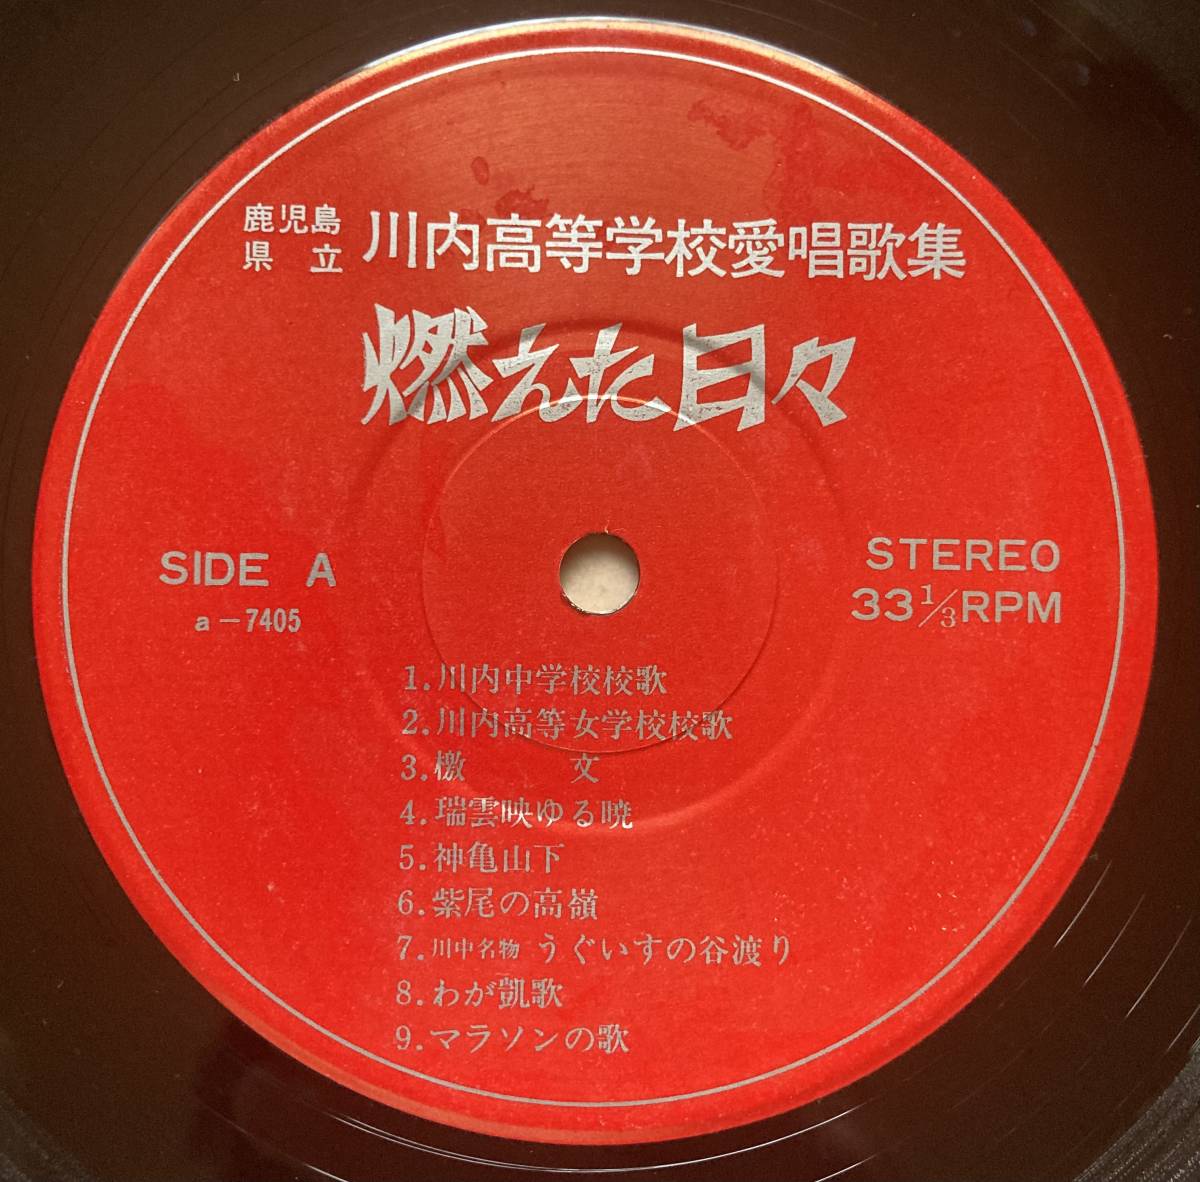 鹿児島
県立
川内高等学校愛唱歌集
燃えた日々
SIDE A
a-7405
STEREO
33 1/3 RPM
1.川内中学校校歌
2.川内高等女学校校歌
3.檄 文
4.瑞雲映ゆる暁
5.神亀山下
6.紫尾の高嶺
7.川中名物 うぐいすの谷渡り
8.わが凱歌
9.マラソンの歌